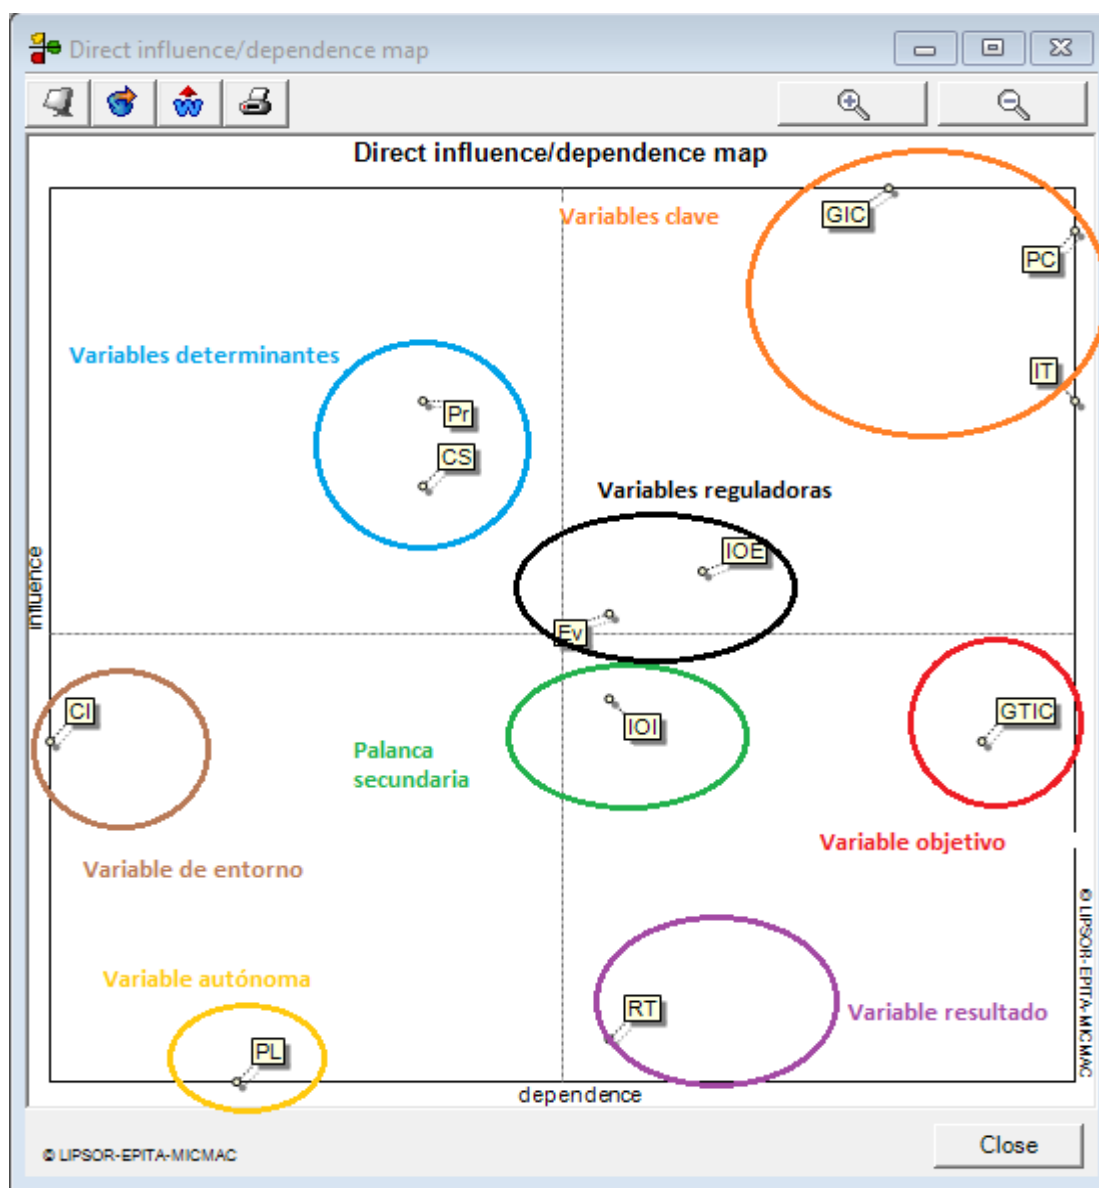 Direct influence/dependence map
Direct influence/dependence map
Variables clave
GIC
PC
Variables determinantes
IT
Pr
CS
Variables reguladoras
IOE
influence
Ev
CI
IOI
GTIC
Palanca
secundaria
Variable objetivo
Variable de entorno
© LIPSOR-EPITA-MICMAC
Variable autónoma
RT
Variable resultado
PL
dependence
© LIPSOR-EPITA-MICMAC
Close